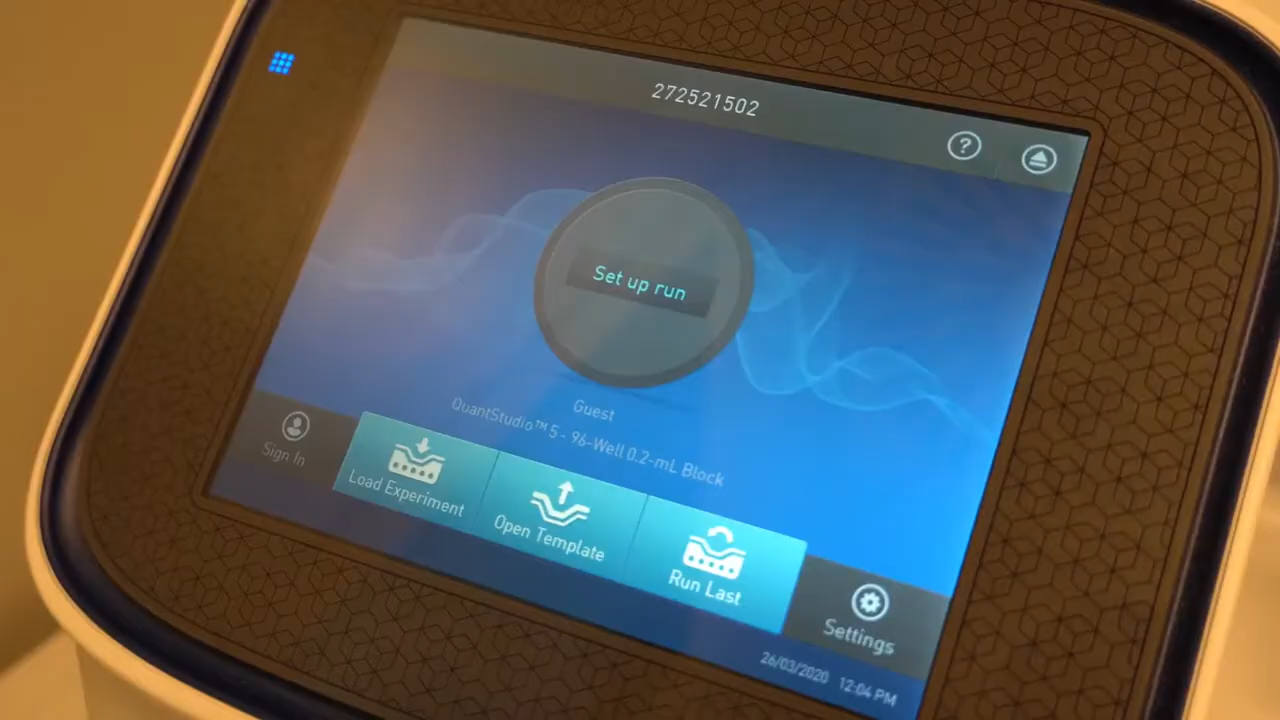 272521502
?
Set up run
Guest
QuantStudio™ 5 - 96-Well 0.2-mL Block
Sign In
Load Experiment
Open Template
Run Last
Settings
26/03/2020 12:04 PM